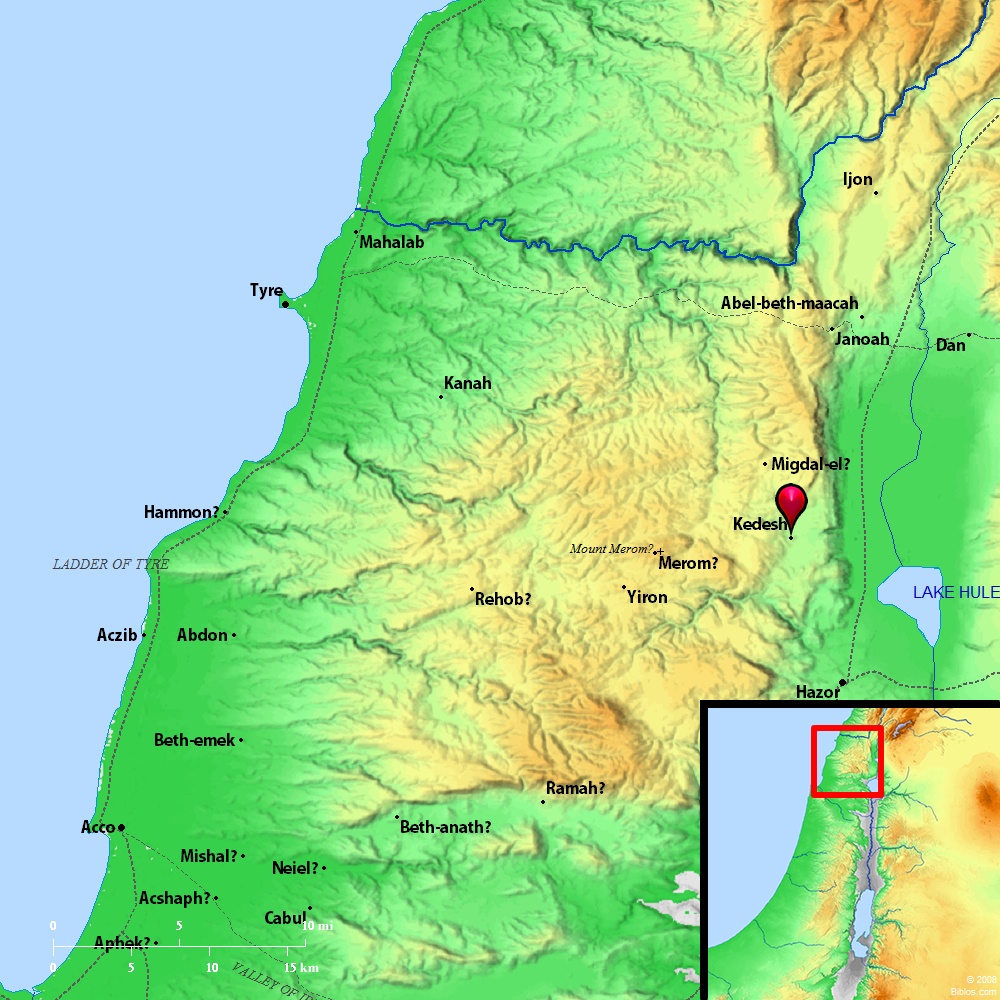 Ijon
Mahalab
Tyre
Abel-beth-maacah
Janoah
Dan
Kanah
Migdal-el?
Kedesh
Hammon?
Mount Merom?
Merom?
LADDER OF TYRE
LAKE HULE
Rehob?
Yiron
Aczib
Abdon
Hazor
Beth-emek
Ramah?
Acco
Beth-anath?
Mishal?
Neiel?
Acshaph?
Cabul
0 5 10 mi
Aphek?
0 5 10 15 km
VALLEY OF
© 2008
Biblos.com